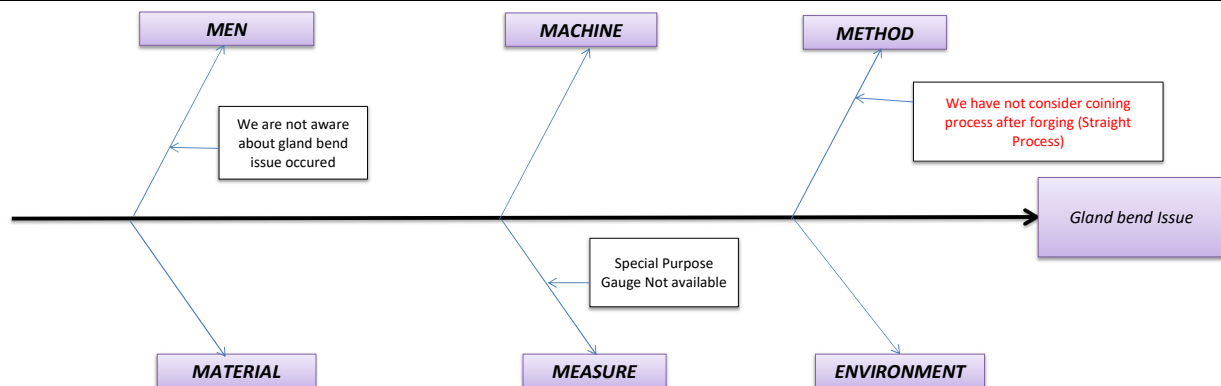 MEN
MACHINE
METHOD
We are not aware
about gland bend
issue occured
We have not consider coining
process after forging (Straight
Process)
Gland bend Issue
Special Purpose
Gauge Not available
MATERIAL
MEASURE
ENVIRONMENT